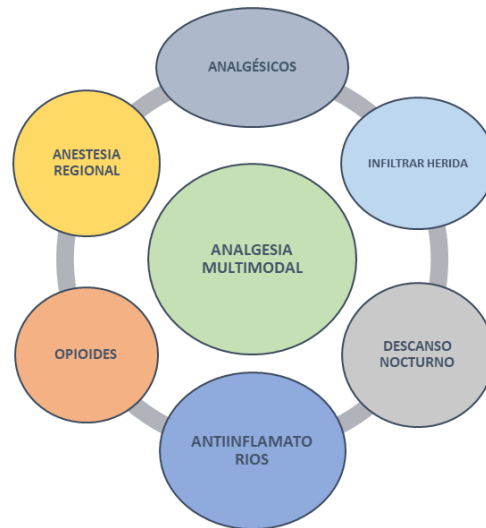 ANALGÉSICOS
INFILTRAR HERIDA
DESCANSO
NOCTURNO
ANTIINFLAMATO
RIOS
OPIOIDES
ANESTESIA
REGIONAL
ANALGESIA
MULTIMODAL